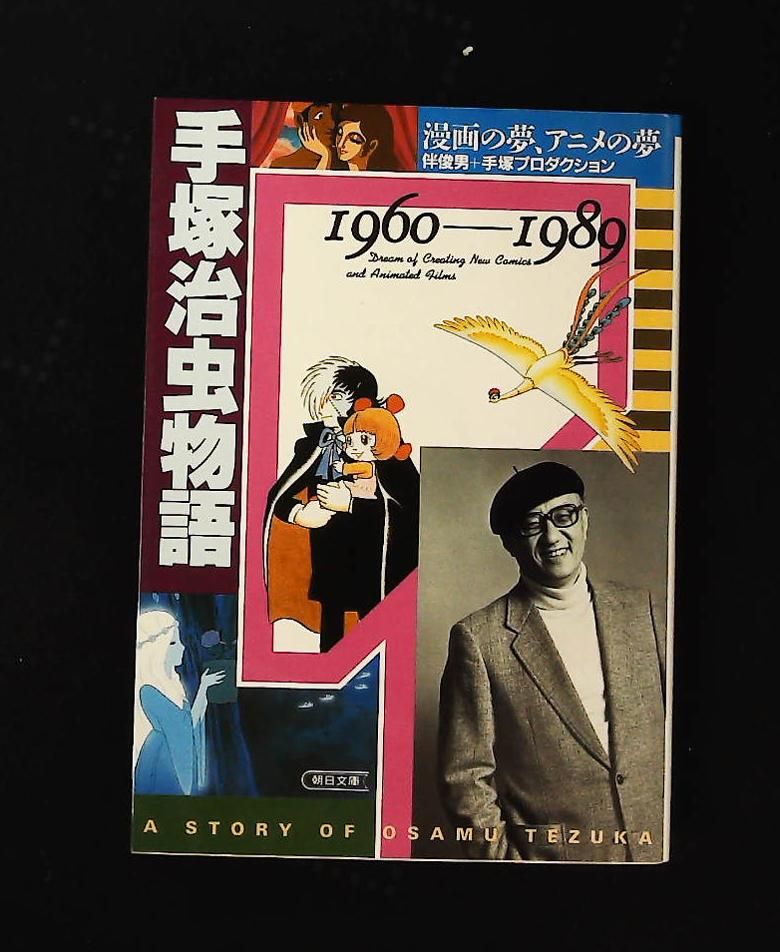 手塚治虫物語
漫画の夢、アニメの夢
伴俊男+手塚プロダクション
1960—1989
Dream of Creating New Comics
and Animated Films
朝日文庫
A STORY OF OSAMU TEZUKA